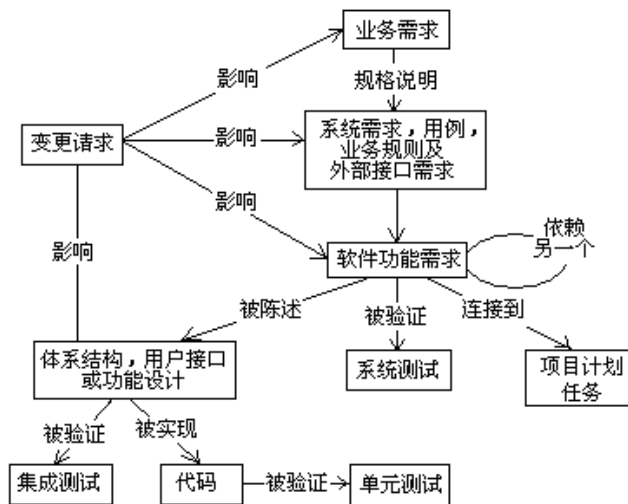 业务需求
影响
规格说明
变更请求
影响
系统需求，用例，
业务规则及
外部接口需求
影响
影响
软件功能需求
依赖
另一个
被陈述
被验证
连接到
体系结构，用户接口
或功能设计
系统测试
项目计划
任务
被验证
被实现
集成测试
代码
被验证
单元测试